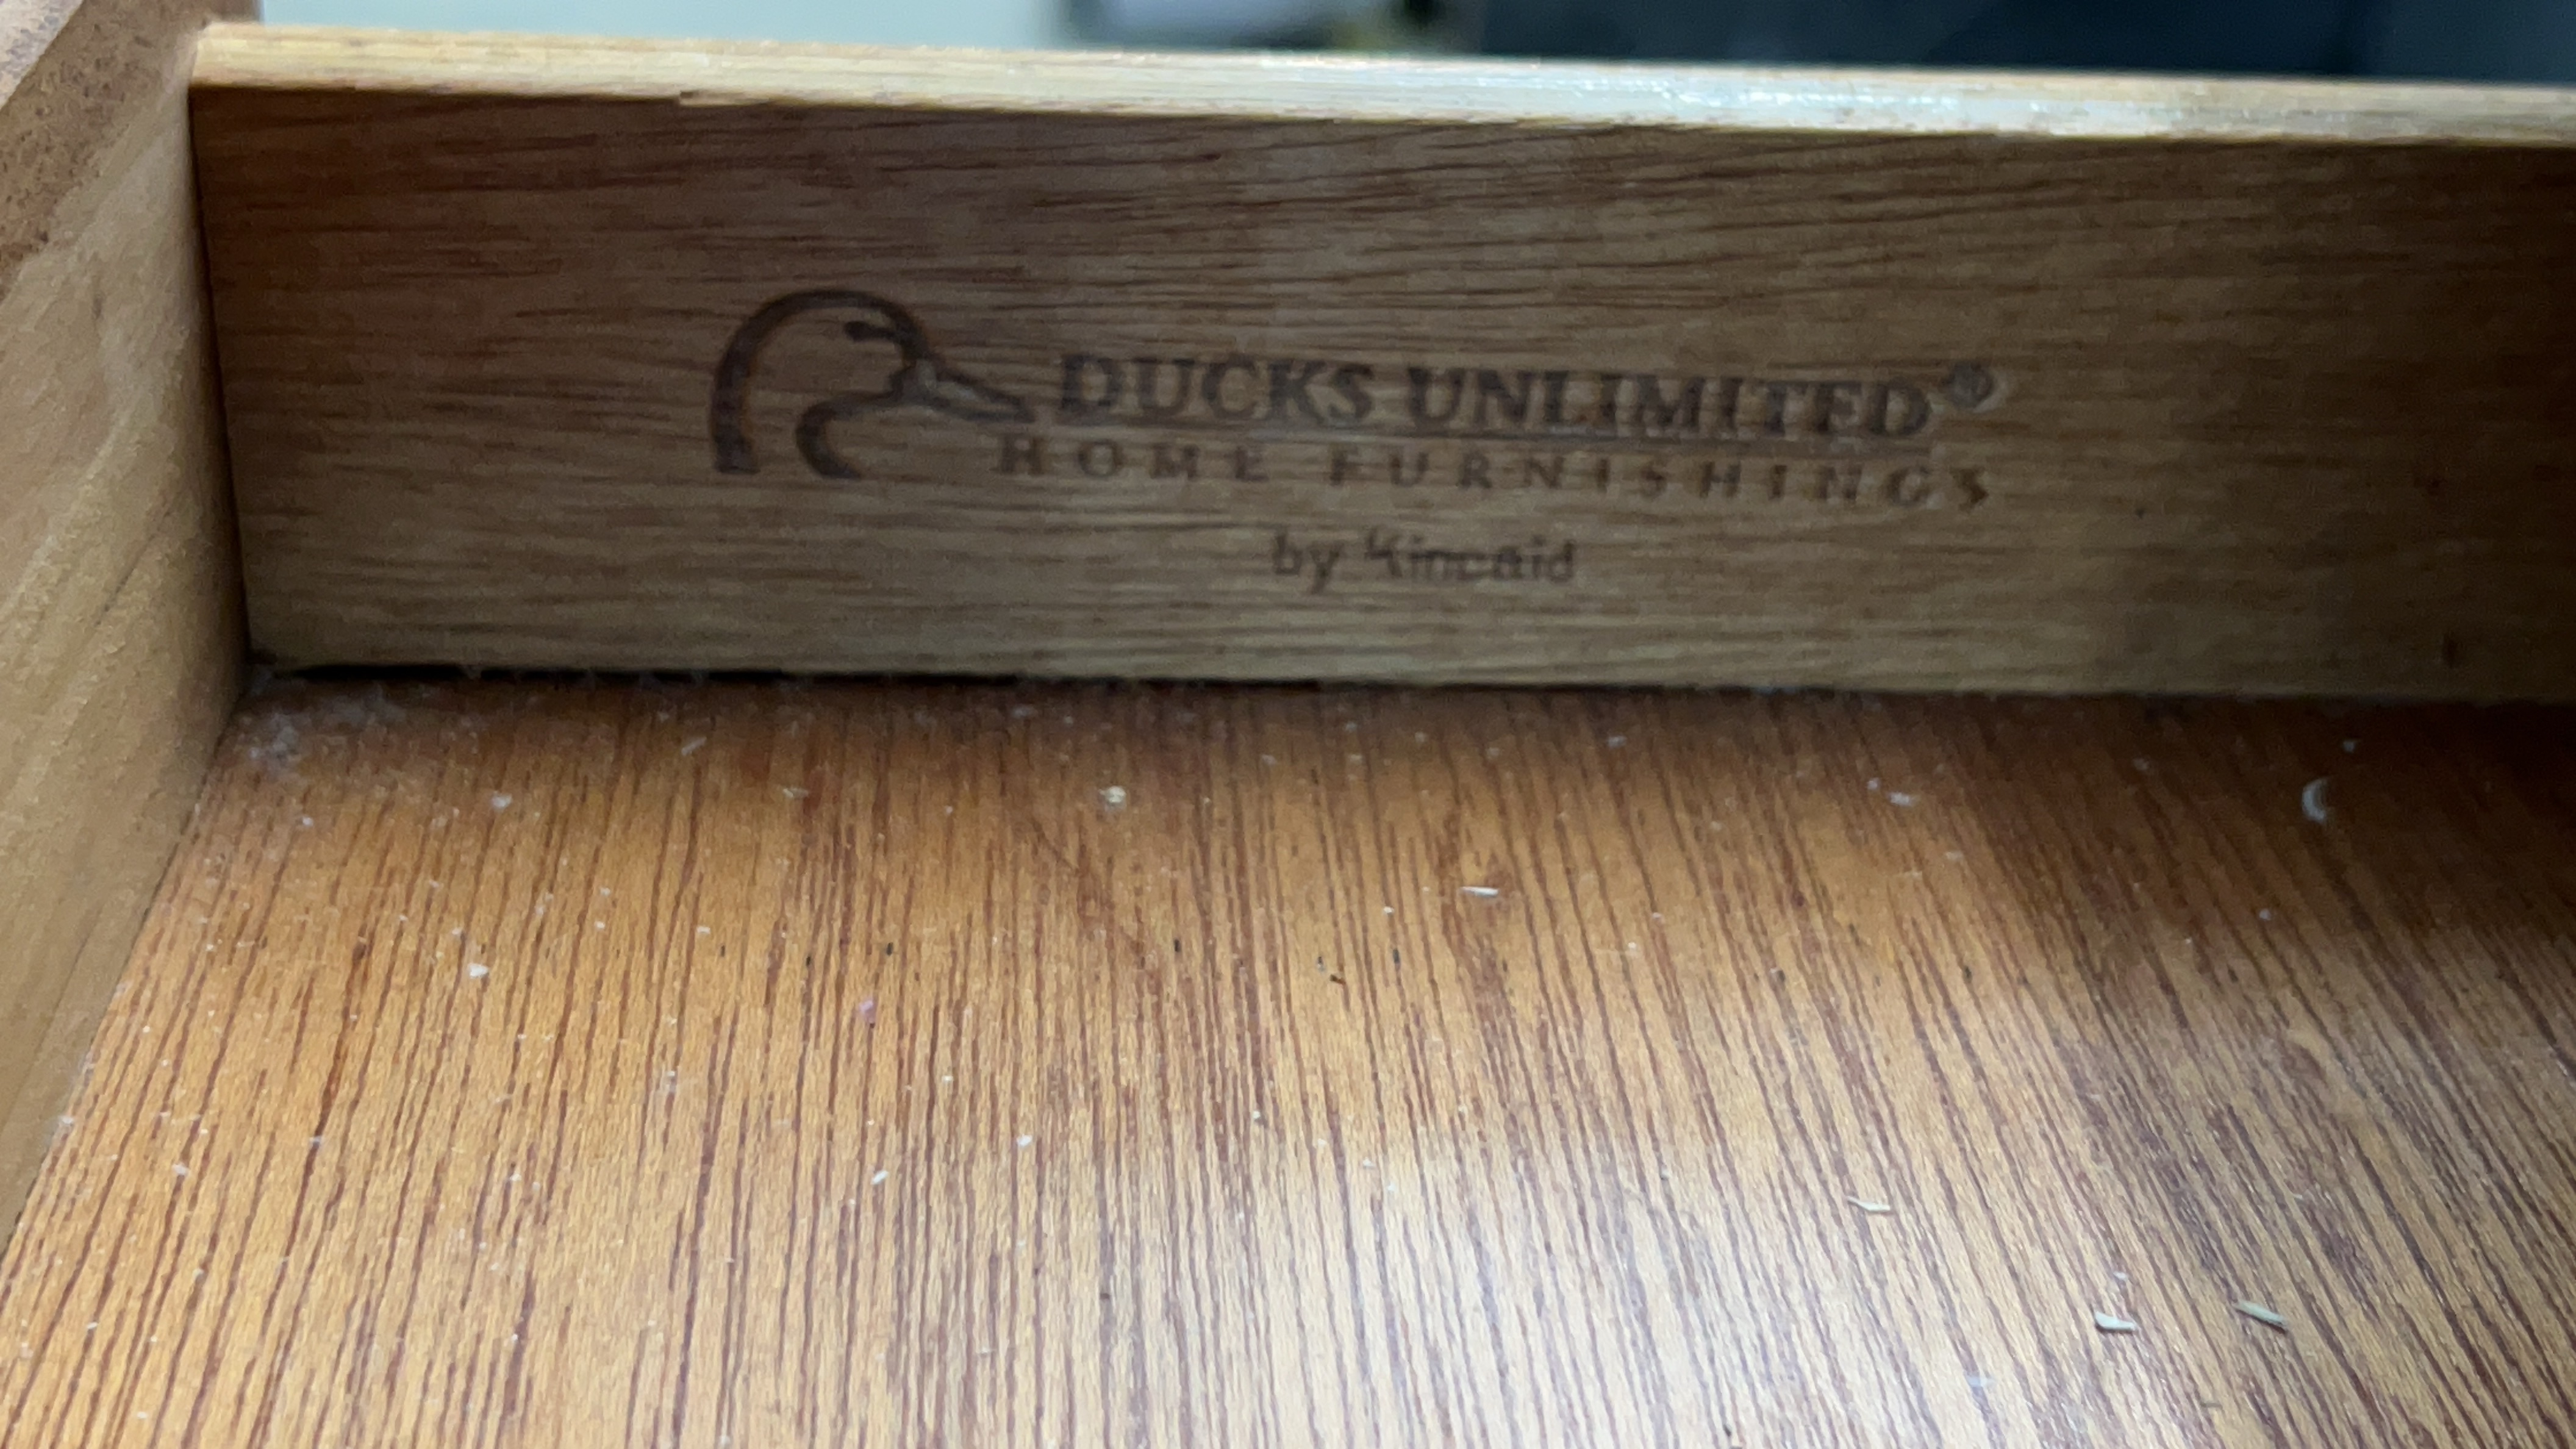 DUCKS UNLIMITED®
HOME FURNISHINGS
by Kincaid